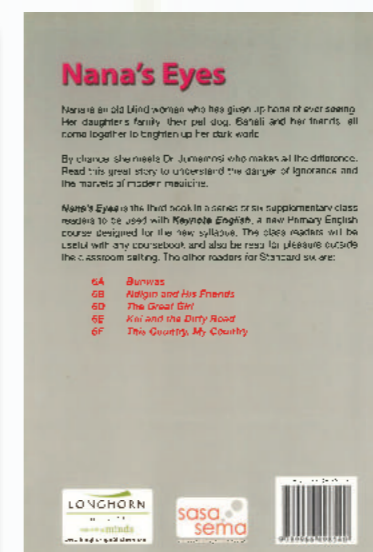 Nana's Eyes
Nana is an old blind woman who has given up hope of ever seeing.
Her daughter's family, their pet dog, Bahati and her friends, all
come together to brighten up her dark world.
By chance, she meets Dr. who makes all the difference.
Read this great story to understand the danger of ignorance and
the marvels of modern medicine.
Nana's Eyes is the third book in a series of six supplementary class
readers to be used with Keynote English, a new Primary English
course designed for the new syllabus. The class readers will be
useful with any coursebook and also be read for pleasure outside
the classroom setting. The other readers for Standard six are:
6A Bunwas
6B Ndigin and His Friends
6D The Great Girl
6E Koi and the Dirty Road
6F This Country, My Country
LONGHORN
minds
sasa
sema